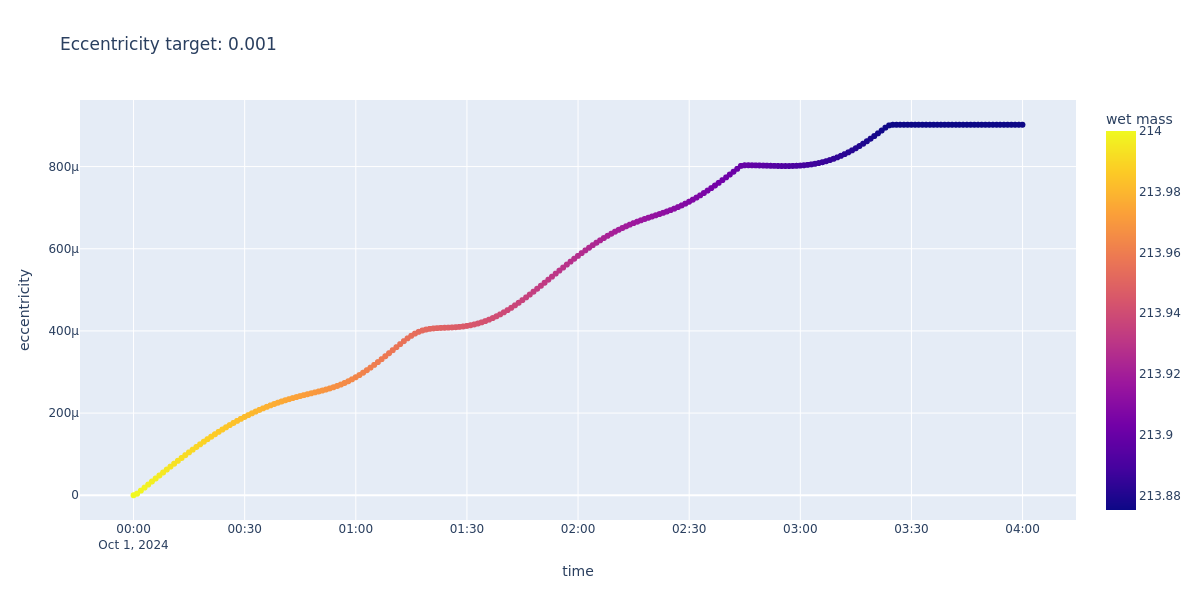 Eccentricity target: 0.001
wet mass
800μ
600μ
400μ
200μ
0
eccentricity
00:00
Oct 1, 2024
00:30
01:00
01:30
02:00
02:30
03:00
03:30
04:00
time
214
213.98
213.96
213.94
213.92
213.9
213.88